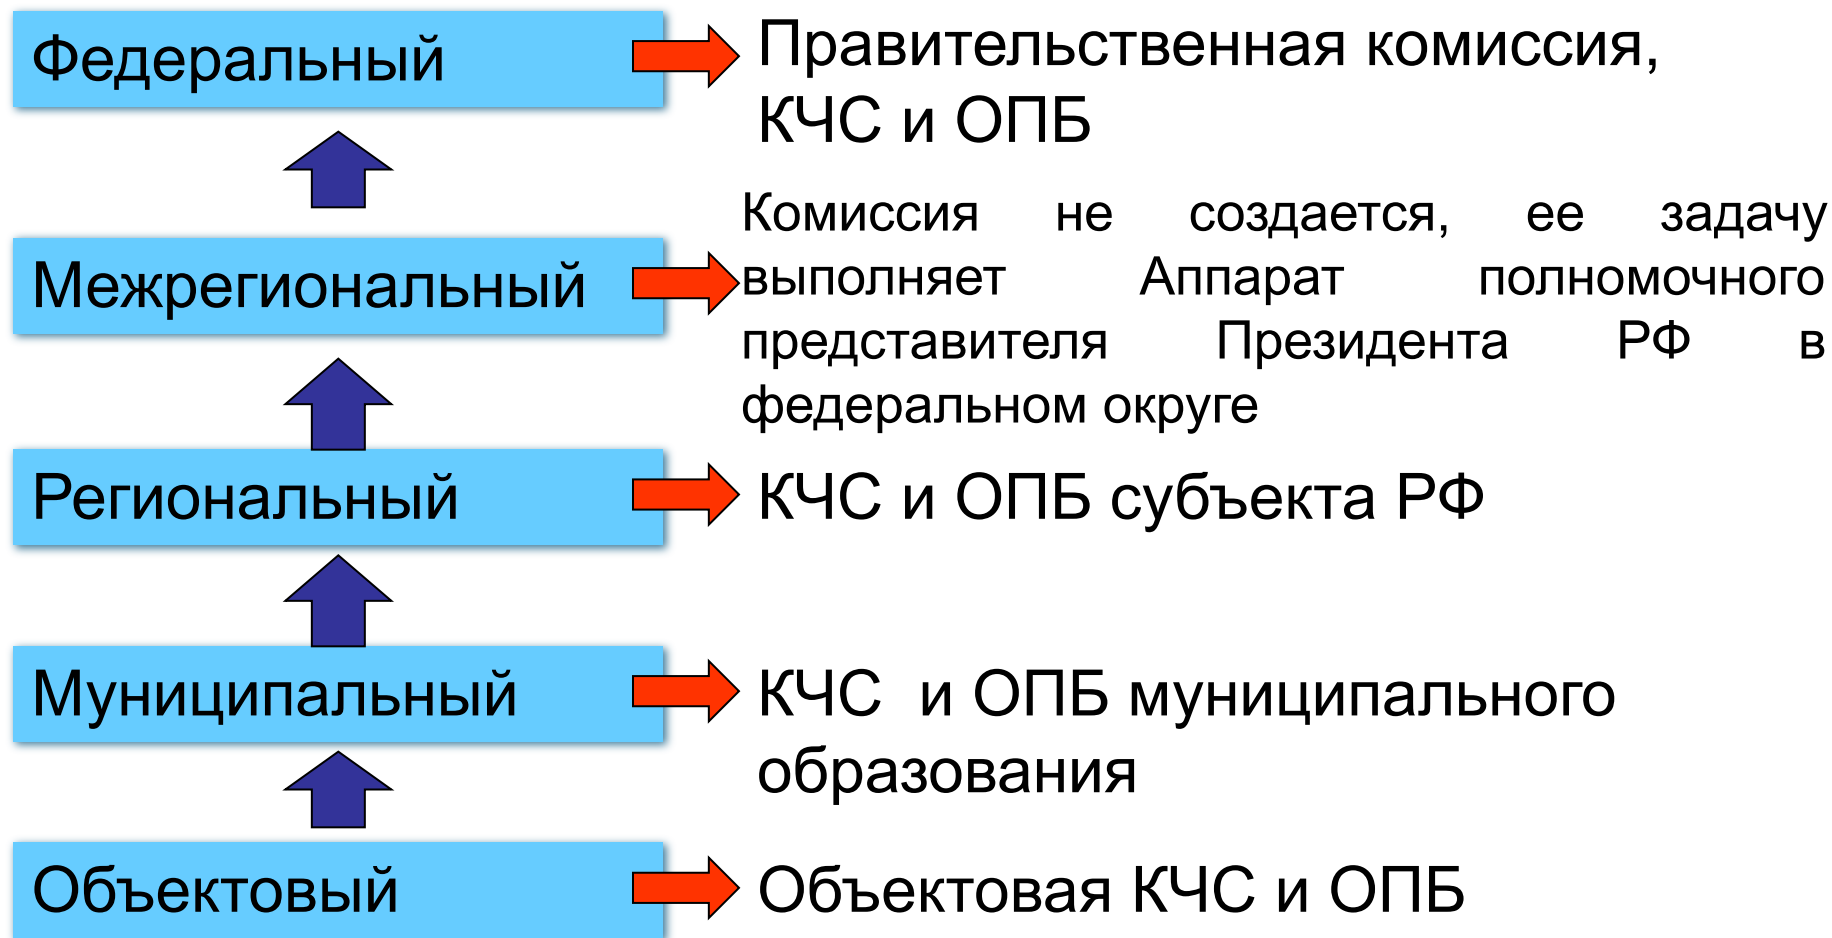 Федеральный
Правительственная комиссия,
КЧС и ОПБ
Межрегиональный
Комиссия не создается, ее задачу
выполняет Аппарат полномочного
представителя Президента РФ в
федеральном округе
Региональный
КЧС и ОПБ субъекта РФ
Муниципальный
КЧС и ОПБ муниципального
образования
Объектовый
Объектовая КЧС и ОПБ